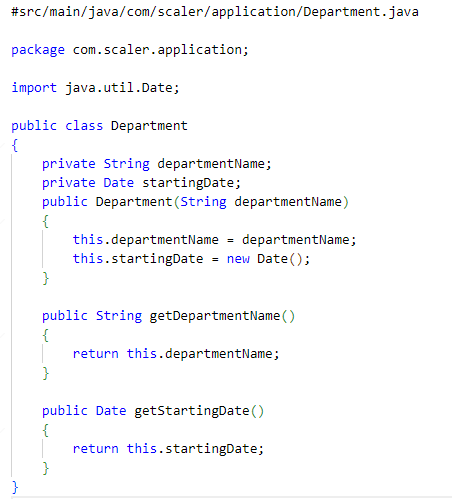 #src/main/java/com/scaler/application/Department.java
package com.scaler.application;
import java.util.Date;
public class Department
{
private String departmentName;
private Date startingDate;
public Department(String departmentName)
{
this.departmentName = departmentName;
this.startingDate = new Date();
}
public String getDepartmentName()
{
return this.departmentName;
}
public Date getStartingDate()
{
return this.startingDate;
}
}